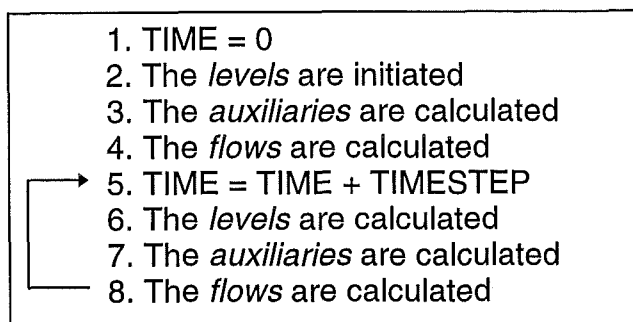 1. TIME = 0
2. The levels are initiated
3. The auxiliaries are calculated
4. The flows are calculated
5. TIME = TIME + TIMESTEP
6. The levels are calculated
7. The auxiliaries are calculated
8. The flows are calculated